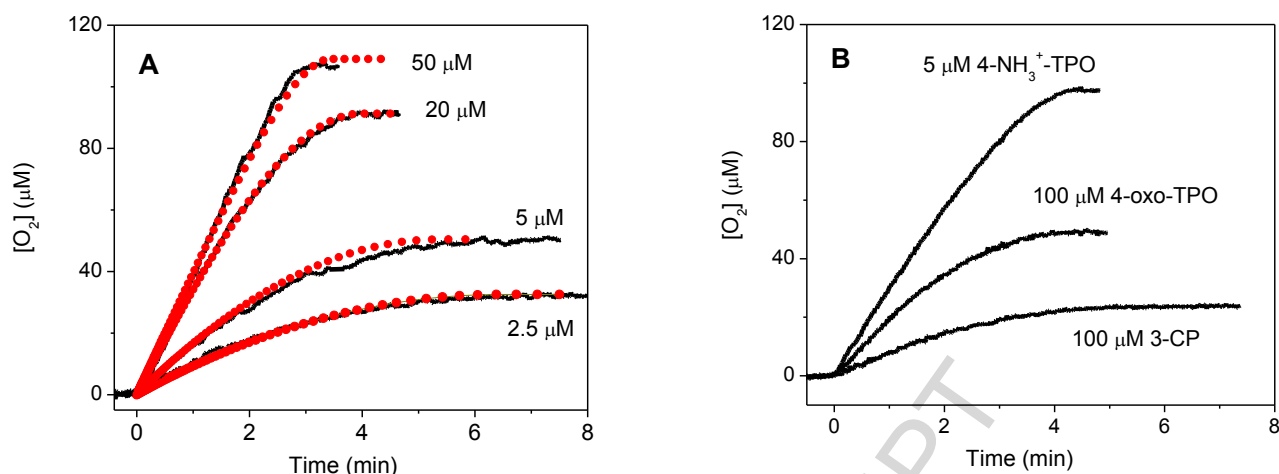 A
120
80
40
0
[O₂] (μM)
50 μM
20 μM
5 μM
2.5 μM
0 2 4 6 8
Time (min)
B
120
80
40
0
[O₂] (μM)
5 μM 4-NH₃⁺-TPO
100 μM 4-oxo-TPO
100 μM 3-CP
0 2 4 6 8
Time (min)
PT